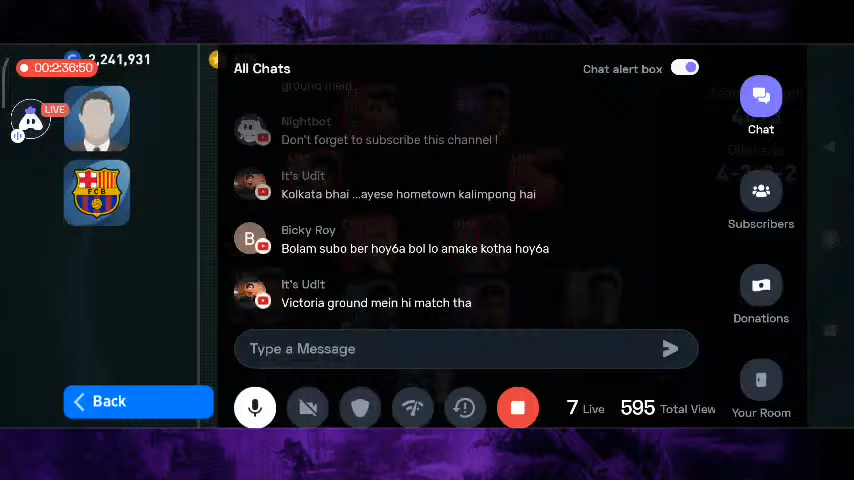 2,241,931
00:2:36:50
LIVE
FCB
All Chats
Chat alert box
ground mein
Nightbot
Don't forget to subscribe this channel !
It's Udit
Kolkata bhai ...ayese hometown kalimpong hai
B
Bicky Roy
Bolam subo ber hoy6a bol lo amake kotha hoy6a
It's Udit
Victoria ground mein hi match tha
Type a Message
Back
7 Live
595 Total View
Chat
Subscribers
Donations
Your Room